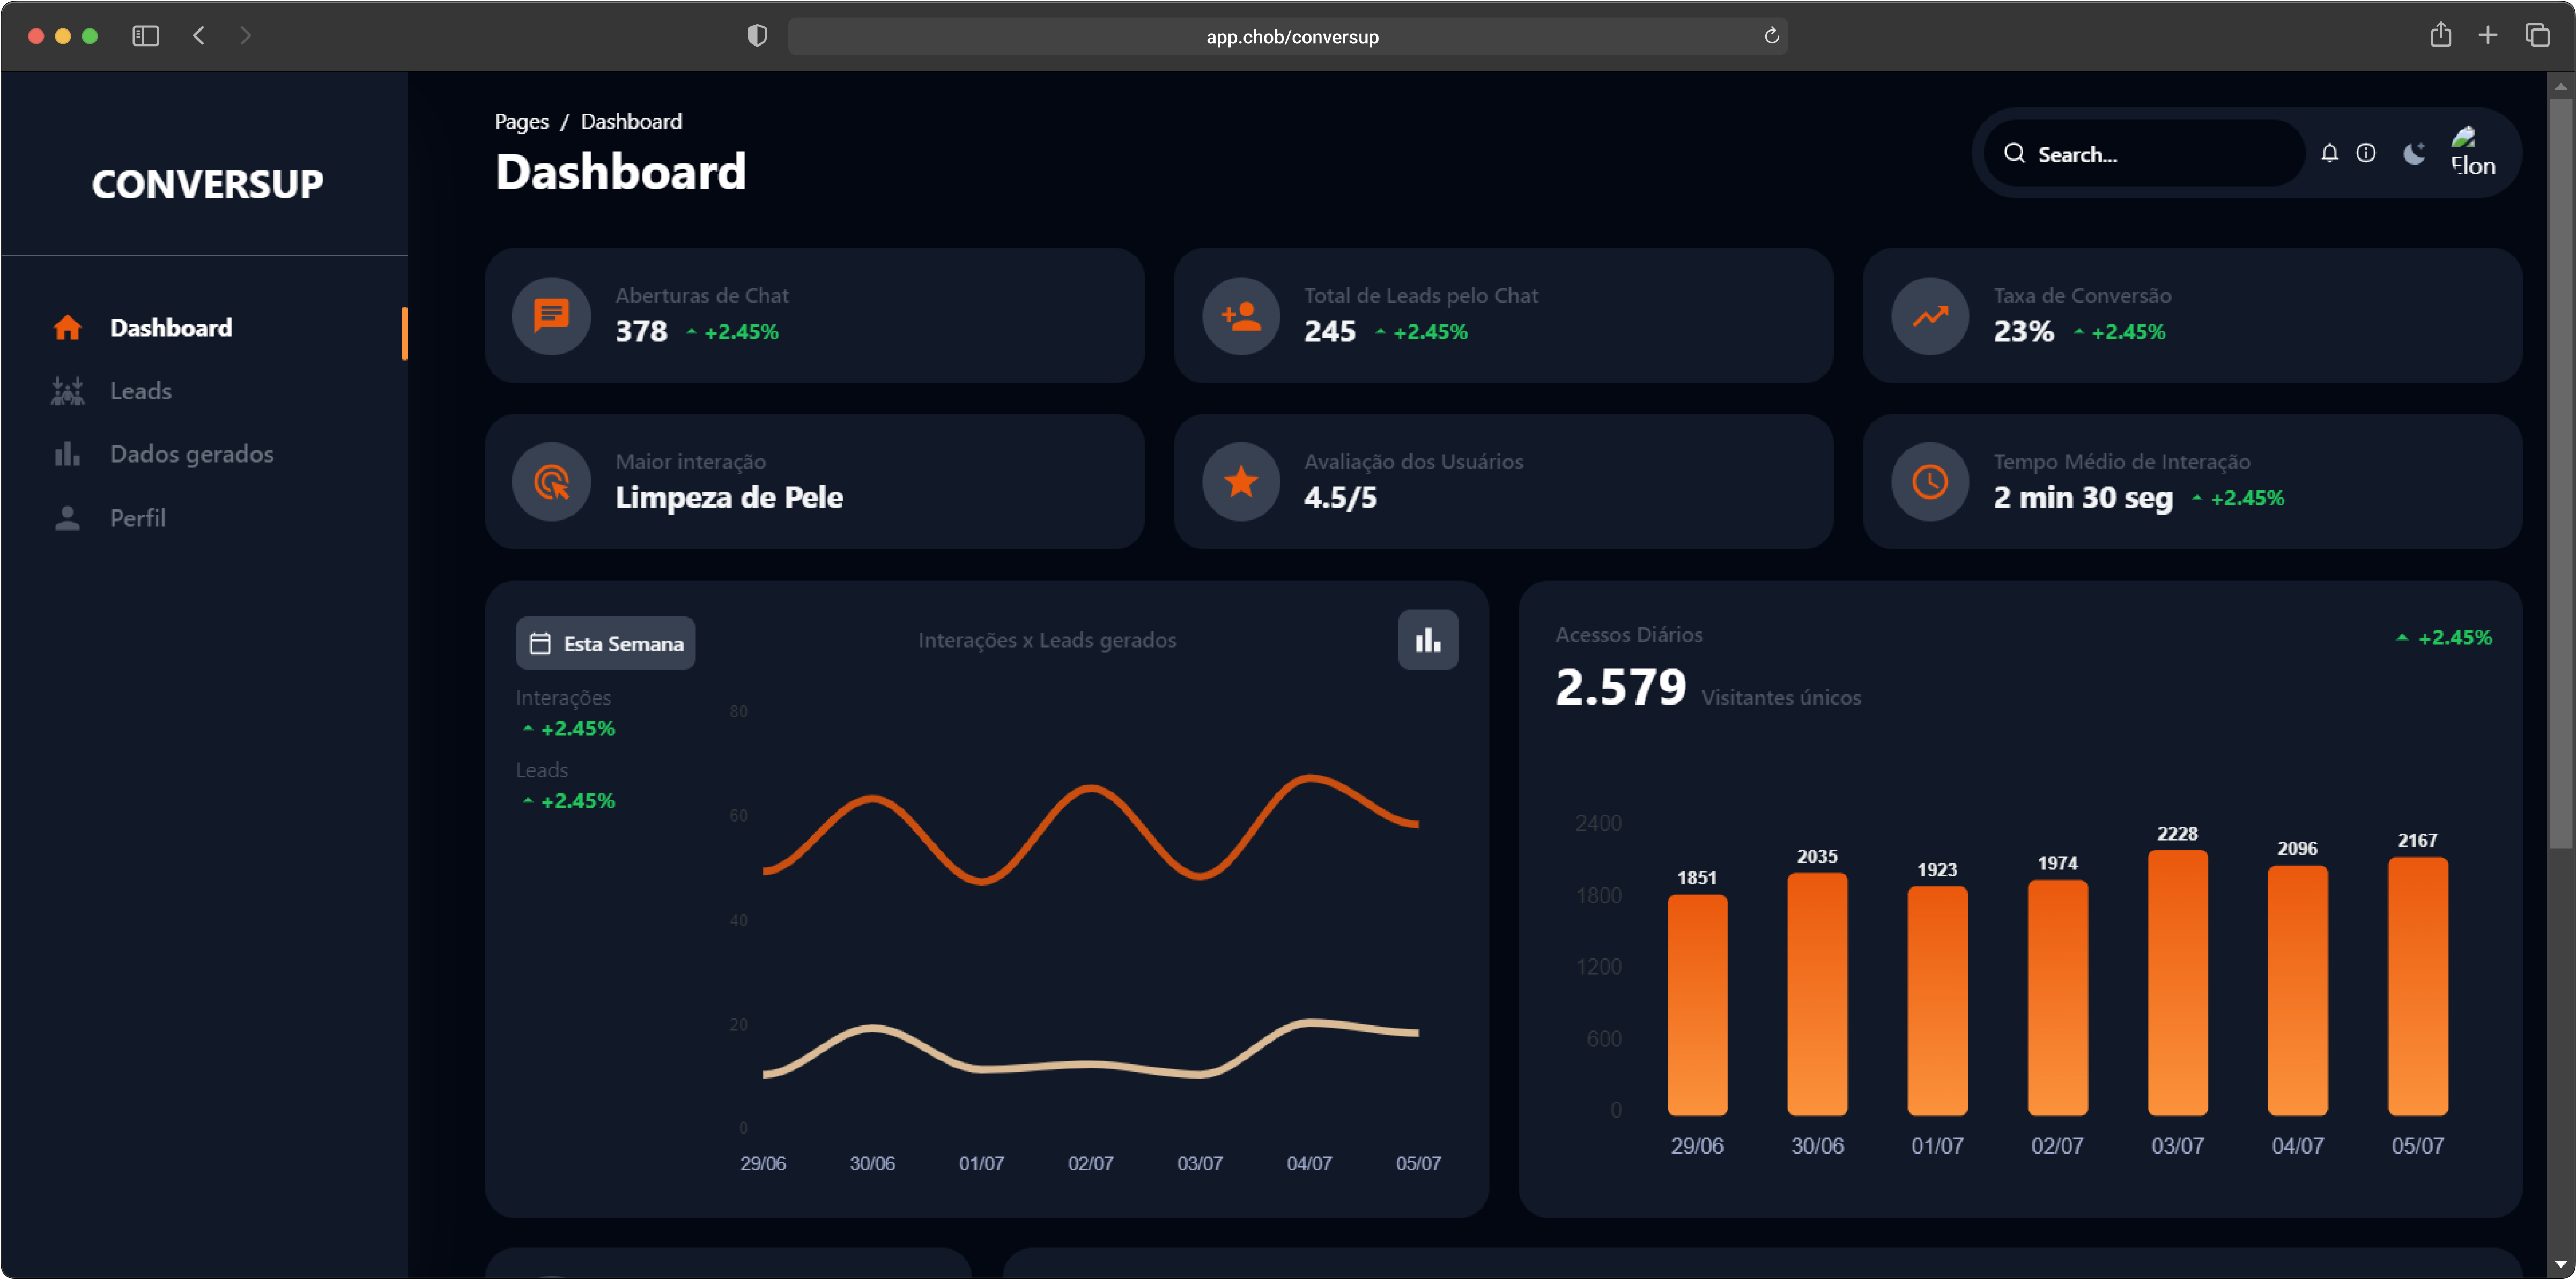 app.chob/conversup
CONVERSUP
Dashboard
Leads
Dados gerados
Perfil
Pages / Dashboard
Dashboard
Search...
Elon
Aberturas de Chat
378 +2.45%
Total de Leads pelo Chat
245 +2.45%
Taxa de Conversão
23% +2.45%
Maior interação
Limpeza de Pele
Avaliação dos Usuários
4.5/5
Tempo Médio de Interação
2 min 30 seg +2.45%
Esta Semana
Interações x Leads gerados
Interações
+2.45%
Leads
+2.45%
80
60
40
20
0
29/06 30/06 01/07 02/07 03/07 04/07 05/07
Acessos Diários
+2.45%
2.579 Visitantes únicos
2400
1800
1200
600
0
1851 2035 1923 1974 2228 2096 2167
29/06 30/06 01/07 02/07 03/07 04/07 05/07